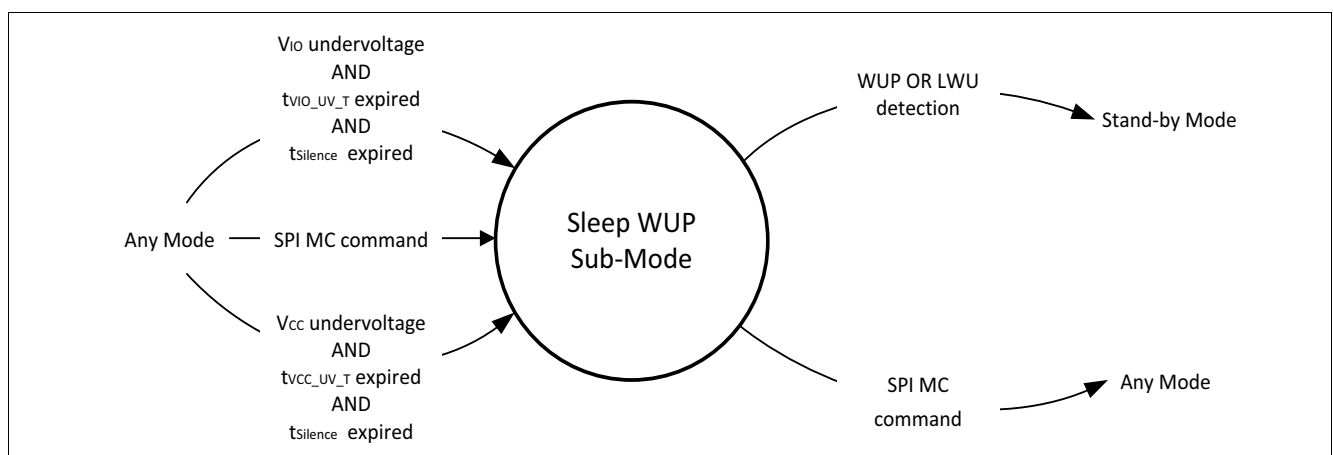 VIO undervoltage
AND
tVIO_UV_T expired
AND
tSilence expired
Any Mode
SPI MC command
VCC undervoltage
AND
tVCC_UV_T expired
AND
tSilence expired
Sleep WUP
Sub-Mode
WUP OR LWU
detection
Stand-by Mode
SPI MC
command
Any Mode